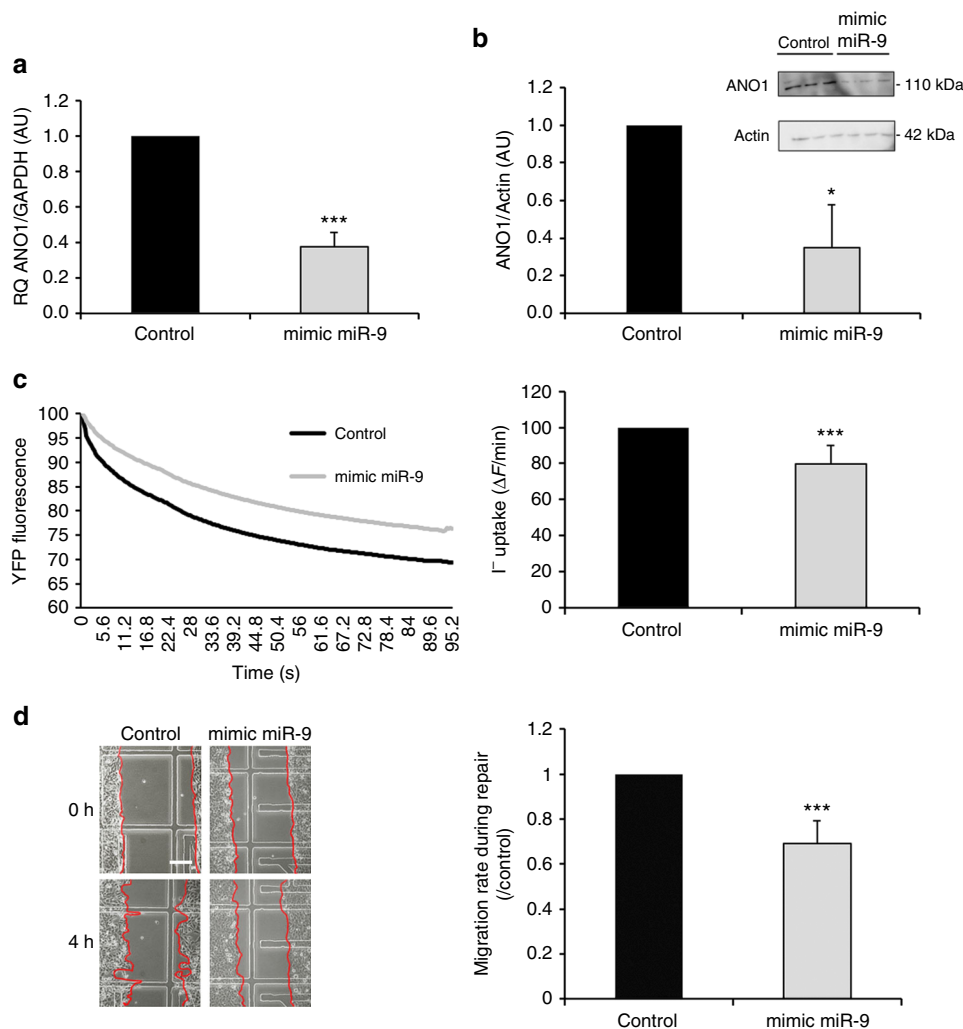 a
RQ ANO1/GAPDH (AU)
1.2
1.0
0.8
0.6
0.4
0.2
0.0
***
Control
mimic miR-9
b
Control
mimic
miR-9
ANO1
- 110 kDa
Actin
- 42 kDa
ANO1/Actin (AU)
1.2
1.0
0.8
0.6
0.4
0.2
0.0
*
Control
mimic miR-9
c
YFP fluorescence
100
95
90
85
80
75
70
65
60
Control
mimic miR-9
0
5.6
11.2
16.8
22.4
28
33.6
39.2
44.8
50.4
56
61.6
67.2
72.8
78.4
84
89.6
95.2
Time (s)
I⁻ uptake (ΔF/min)
120
100
80
60
40
20
0
***
Control
mimic miR-9
d
Control
mimic miR-9
0 h
4 h
Migration rate during repair
(/control)
1.2
1
0.8
0.6
0.4
0.2
0
***
Control
mimic miR-9